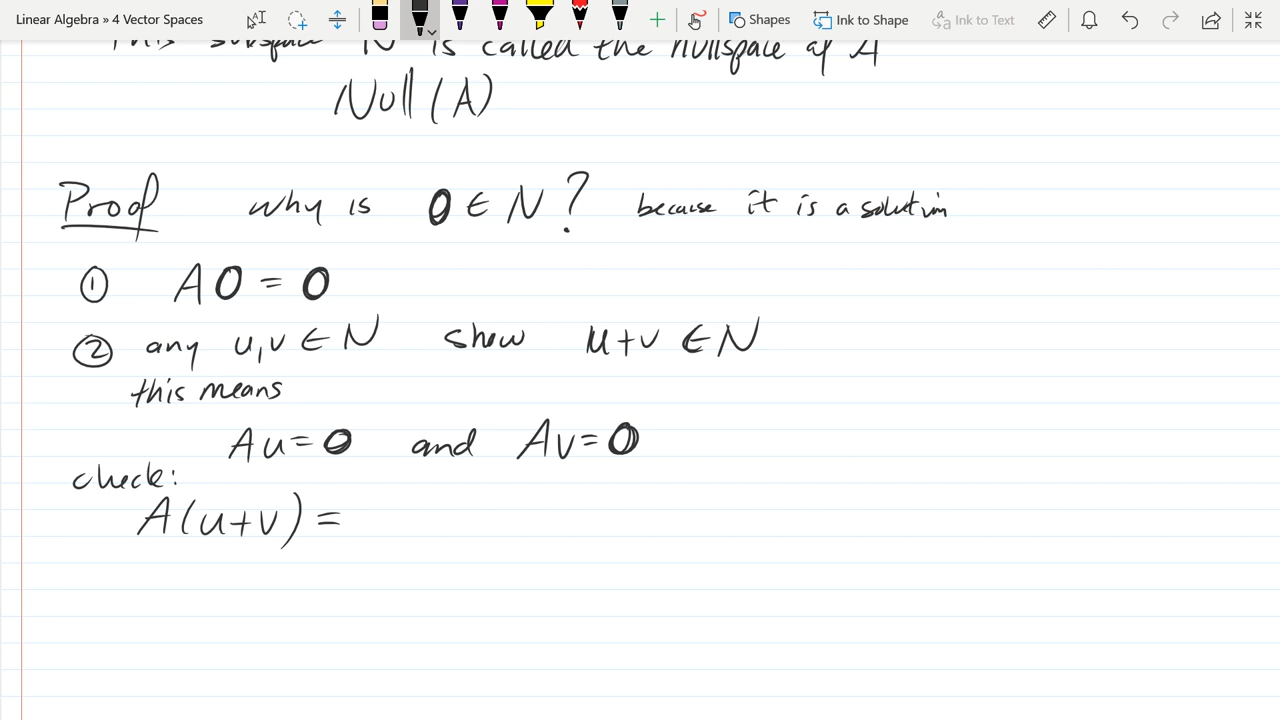 Linear Algebra » 4 Vector Spaces
Shapes
Ink to Shape
Ink to Text
This subspace N is called the nullspace of A
Null(A)
Proof why is 0 ∈ N? because it is a solution
① A0 = 0
② any u,v ∈ N show u+v ∈ N
this means
Au=0 and Av=0
check:
A(u+v) =